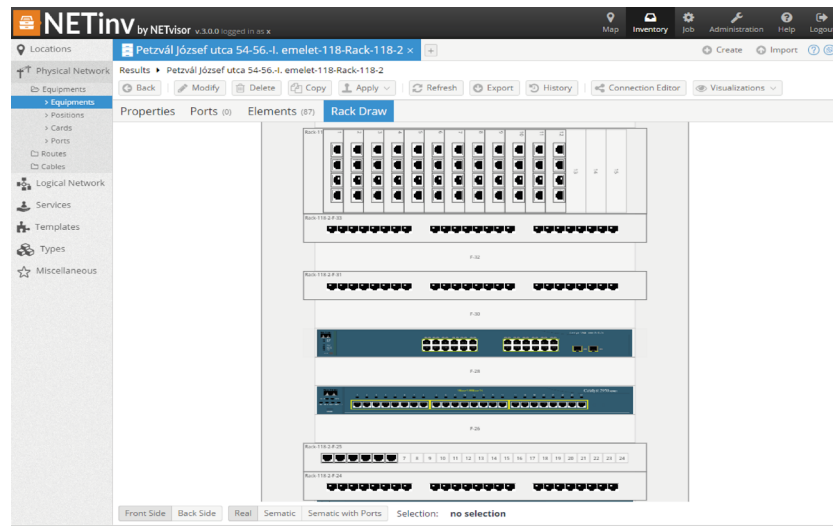 NETinv by NETvisor v.3.0.0 logged in as x
Map Inventory Job Administration Help Logou
Locations
Petzvál József utca 54-56.-I. emelet-118-Rack-118-2 × +
Create Import
Physical Network
Results Petzvál József utca 54-56.-I. emelet-118-Rack-118-2
Equipments
Back Modify Delete Copy Apply Refresh Export History Connection Editor Visualizations
> Equipments
> Positions
Properties Ports (0) Elements (87) Rack Draw
> Cards
> Ports
Routes
Cables
Logical Network
Services
Templates
Types
Miscellaneous
Rack-118-2-P-33
P-32
Rack-118-2-P-31
P-30
P-26
Rack-118-2-P-25
7 8 9 10 11 12 13 14 15 16 17 18 19 20 21 22 23 24
Rack-118-2-P-24
Front Side Back Side Real Sematic Sematic with Ports Selection: no selection